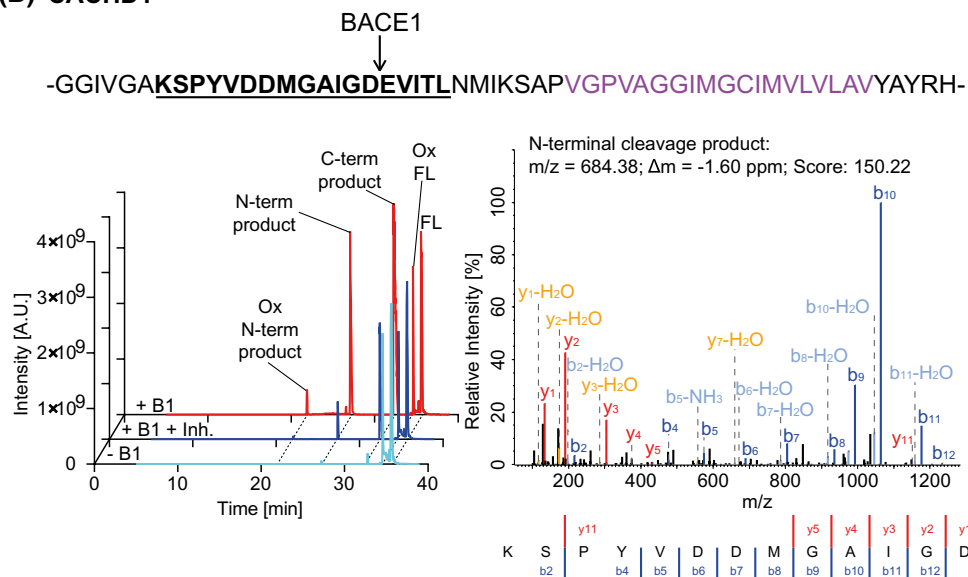 BACE1
-GGIVGAKSPYVDDMGAIGDEVITLNMIKSAPVGPVAGGIMGCIMVLVLAVYAYRH-
Ox
FL
C-term
product
N-term
product
FL
Ox
N-term
product
Intensity [A.U.]
4×10⁹
3×10⁹
2×10⁹
1×10⁹
0
+ B1
+ B1 + Inh.
- B1
0 10 20 30 40
Time [min]
N-terminal cleavage product:
m/z = 684.38; Δm = -1.60 ppm; Score: 150.22
Relative Intensity [%]
100
80
60
40
20
0
b10
y1-H2O
b10-H2O
y2-H2O
y2
y7-H2O
b2-H2O
b8-H2O
y3-H2O
b9
b11-H2O
b5-NH3
b6-H2O
y1
b7-H2O
y3
y4
b4
b5
b11
y5
y11
b2
b6
b7
b8
b12
200 400 600 800 1000 1200
m/z
y11 y5 y4 y3 y2
K S P Y V D D M G A I G D
b2 b4 b5 b6 b7 b8 b9 b10 b11 b12